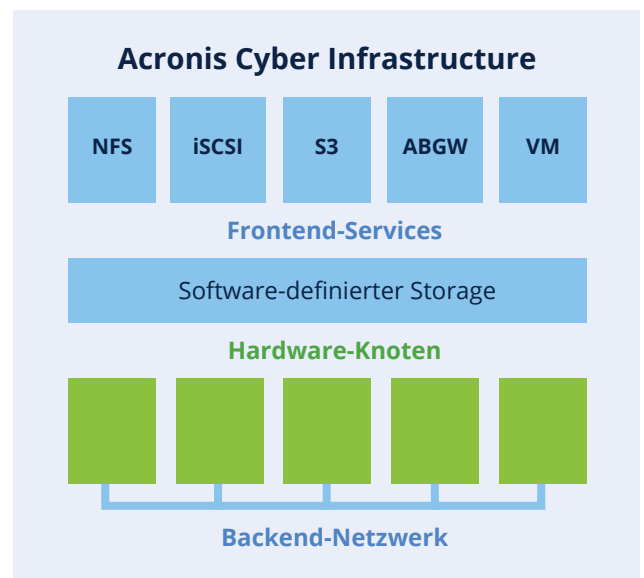 Acronis Cyber Infrastructure
NFS iSCSI S3 ABGW VM
Frontend-Services
Software-definierter Storage
Hardware-Knoten
Backend-Netzwerk